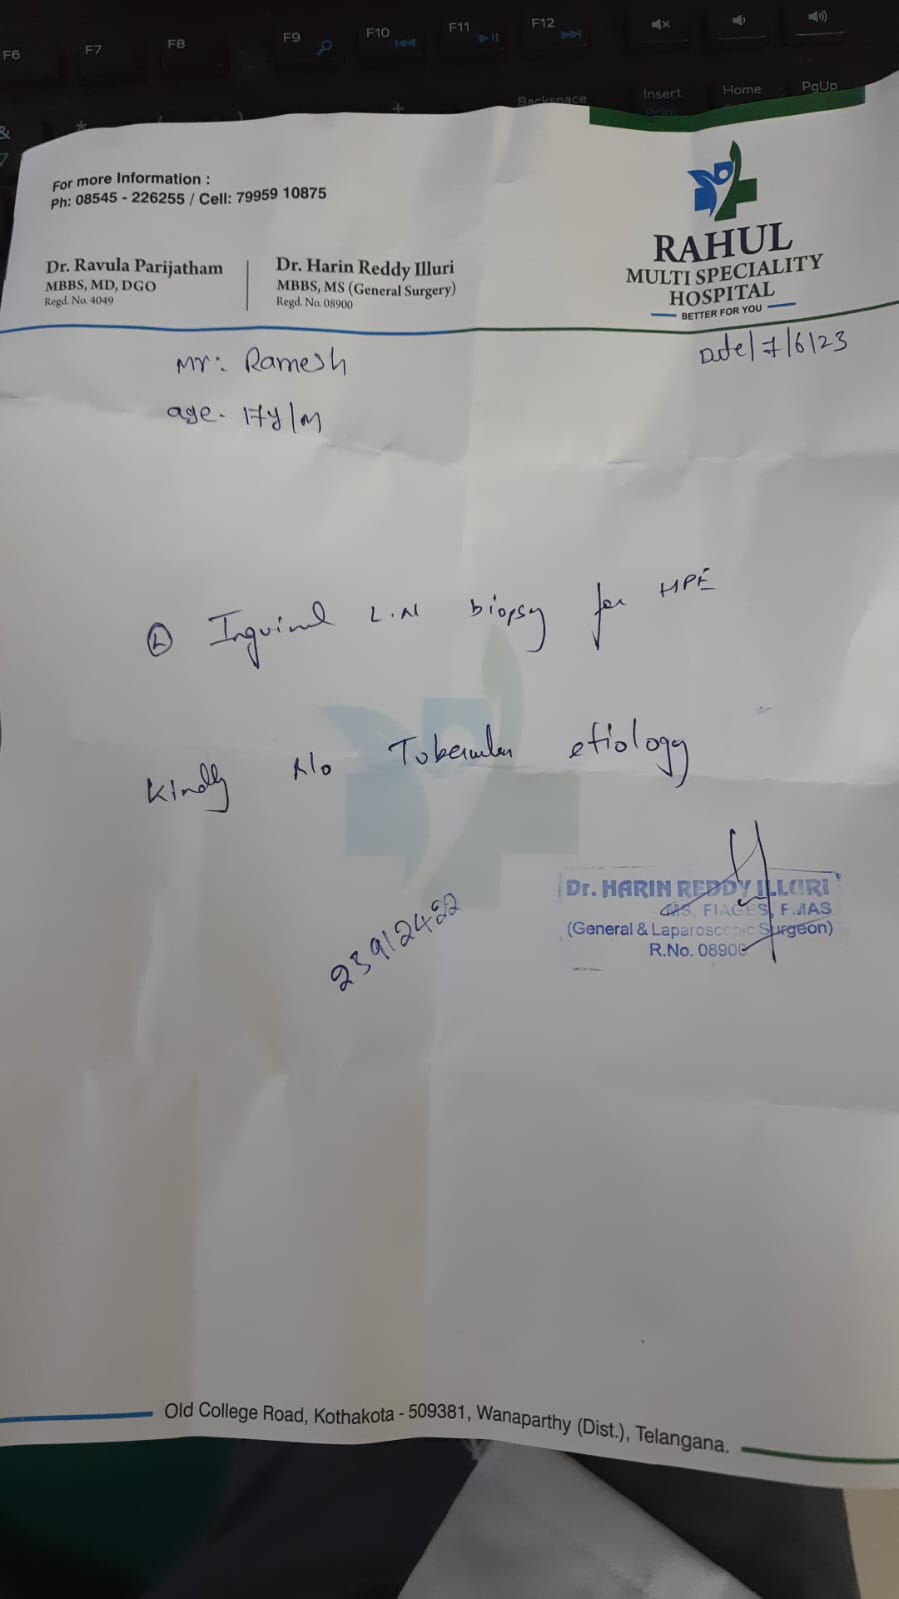 F6 F7 F8 F9 F10 F11 F12
Backspace Insert Home PgUp
&
7
For more Information :
Ph: 08545 - 226255 / Cell: 79959 10875
Dr. Ravula Parijatham
MBBS, MD, DGO
Regd. No. 4049
Dr. Harin Reddy Illuri
MBBS, MS (General Surgery)
Regd. No. 08900
RAHUL
MULTI SPECIALITY
HOSPITAL
BETTER FOR YOU
Date/7/6/23
Mr: Ramesh
age- 17y/M
Ⓛ Inguinal L.N biopsy for HPE
Kindly R/o Tubercular etiology
23912422
Dr. HARIN REDDY ILLURI
MS, FIAGES, F.MAS
(General & Laparoscopic Surgeon)
R.No. 08900
Old College Road, Kothakota - 509381, Wanaparthy (Dist.), Telangana.